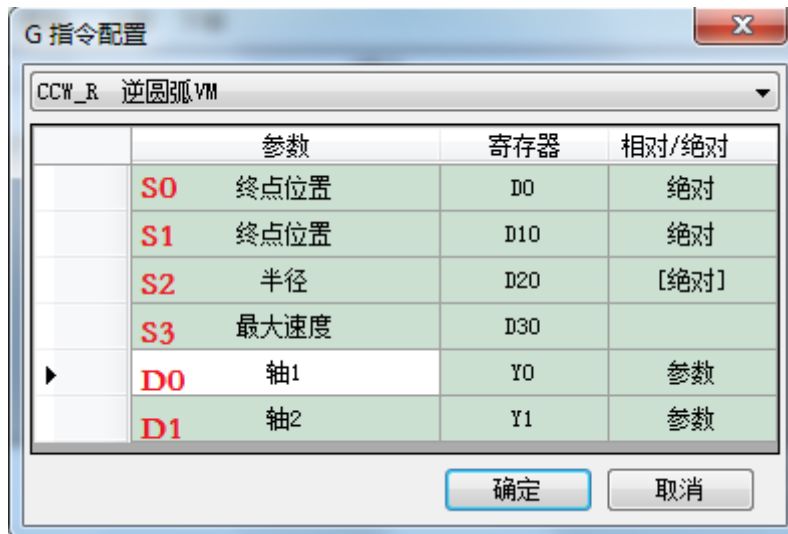 G 指令配置
CCW_R 逆圆弧VM
参数 寄存器 相对/绝对
S0 终点位置 D0 绝对
S1 终点位置 D10 绝对
S2 半径 D20 [绝对]
S3 最大速度 D30
D0 轴1 Y0 参数
D1 轴2 Y1 参数
确定 取消